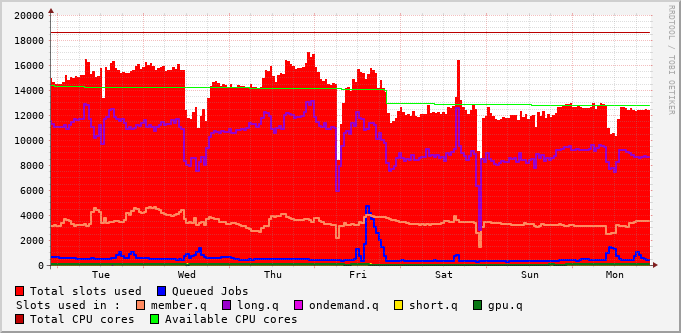 20000
18000
16000
14000
12000
10000
8000
6000
4000
2000
0
Tue Wed Thu Fri Sat Sun Mon
RRDTOOL / TOBI OETIKER
Total slots used Queued Jobs
Slots used in : member.q long.q ondemand.q short.q gpu.q
Total CPU cores Available CPU cores